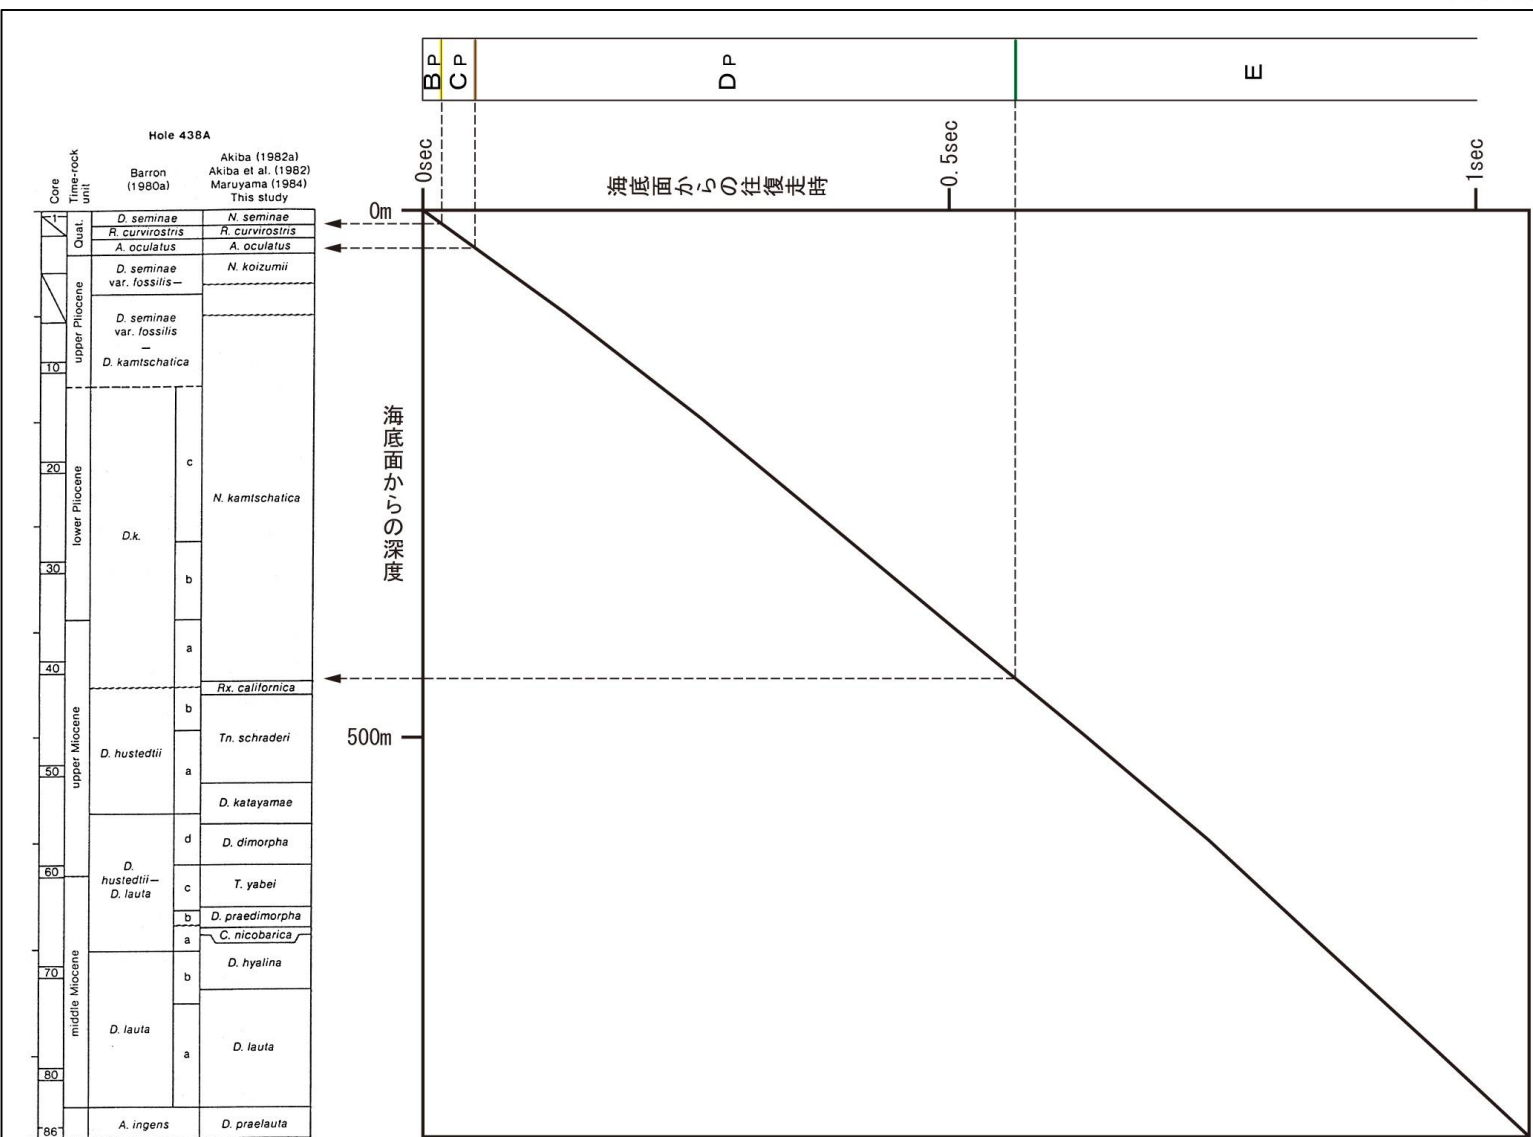 B P
C P
D P
E
0sec
0.5sec
1sec
海底面からの往復走時
0m
500m
海底面からの深度
Hole 438A
Core
Time-rock
unit
Barron
(1980a)
Akiba (1982a)
Akiba et al. (1982)
Maruyama (1984)
This study
1
10
20
30
40
50
60
70
80
86
Quat.
upper Pliocene
lower Pliocene
upper Miocene
middle Miocene
D. seminae
R. curvirostris
A. oculatus
D. seminae
var. fossilis—
D. seminae
var. fossilis
—
D. kamtschatica
D.k.
c
b
a
D. hustedtii
b
a
D.
hustedtii—
D. lauta
d
c
b
a
D. lauta
b
a
A. ingens
N. seminae
R. curvirostris
A. oculatus
N. koizumii
N. kamtschatica
Rx. californica
Tn. schraderi
D. katayamae
D. dimorpha
T. yabei
D. praedimorpha
C. nicobarica
D. hyalina
D. lauta
D. praelauta